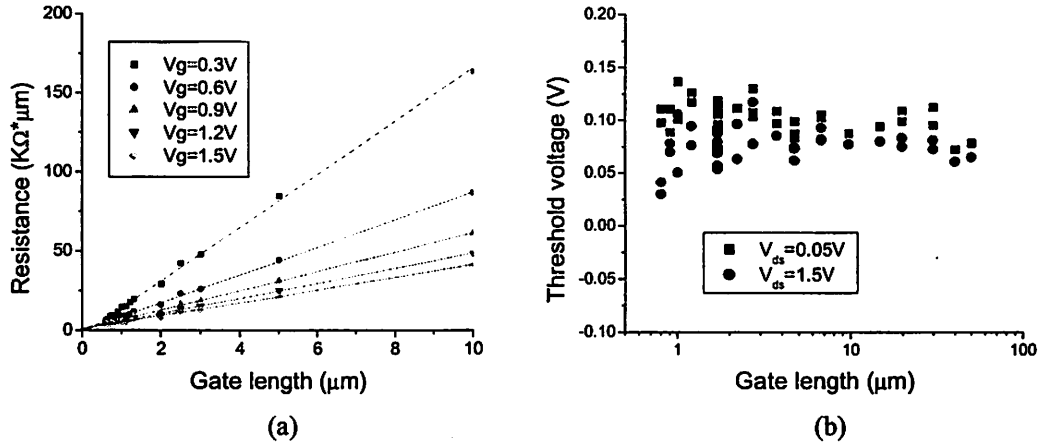 200
150
100
50
0
Resistance (KΩ*μm)
Vg=0.3V
Vg=0.6V
Vg=0.9V
Vg=1.2V
Vg=1.5V
0 2 4 6 8 10
Gate length (μm)
(a)
0.20
0.15
0.10
0.05
0.00
-0.05
-0.10
Threshold voltage (V)
Vds=0.05V
Vds=1.5V
1 10 100
Gate length (μm)
(b)